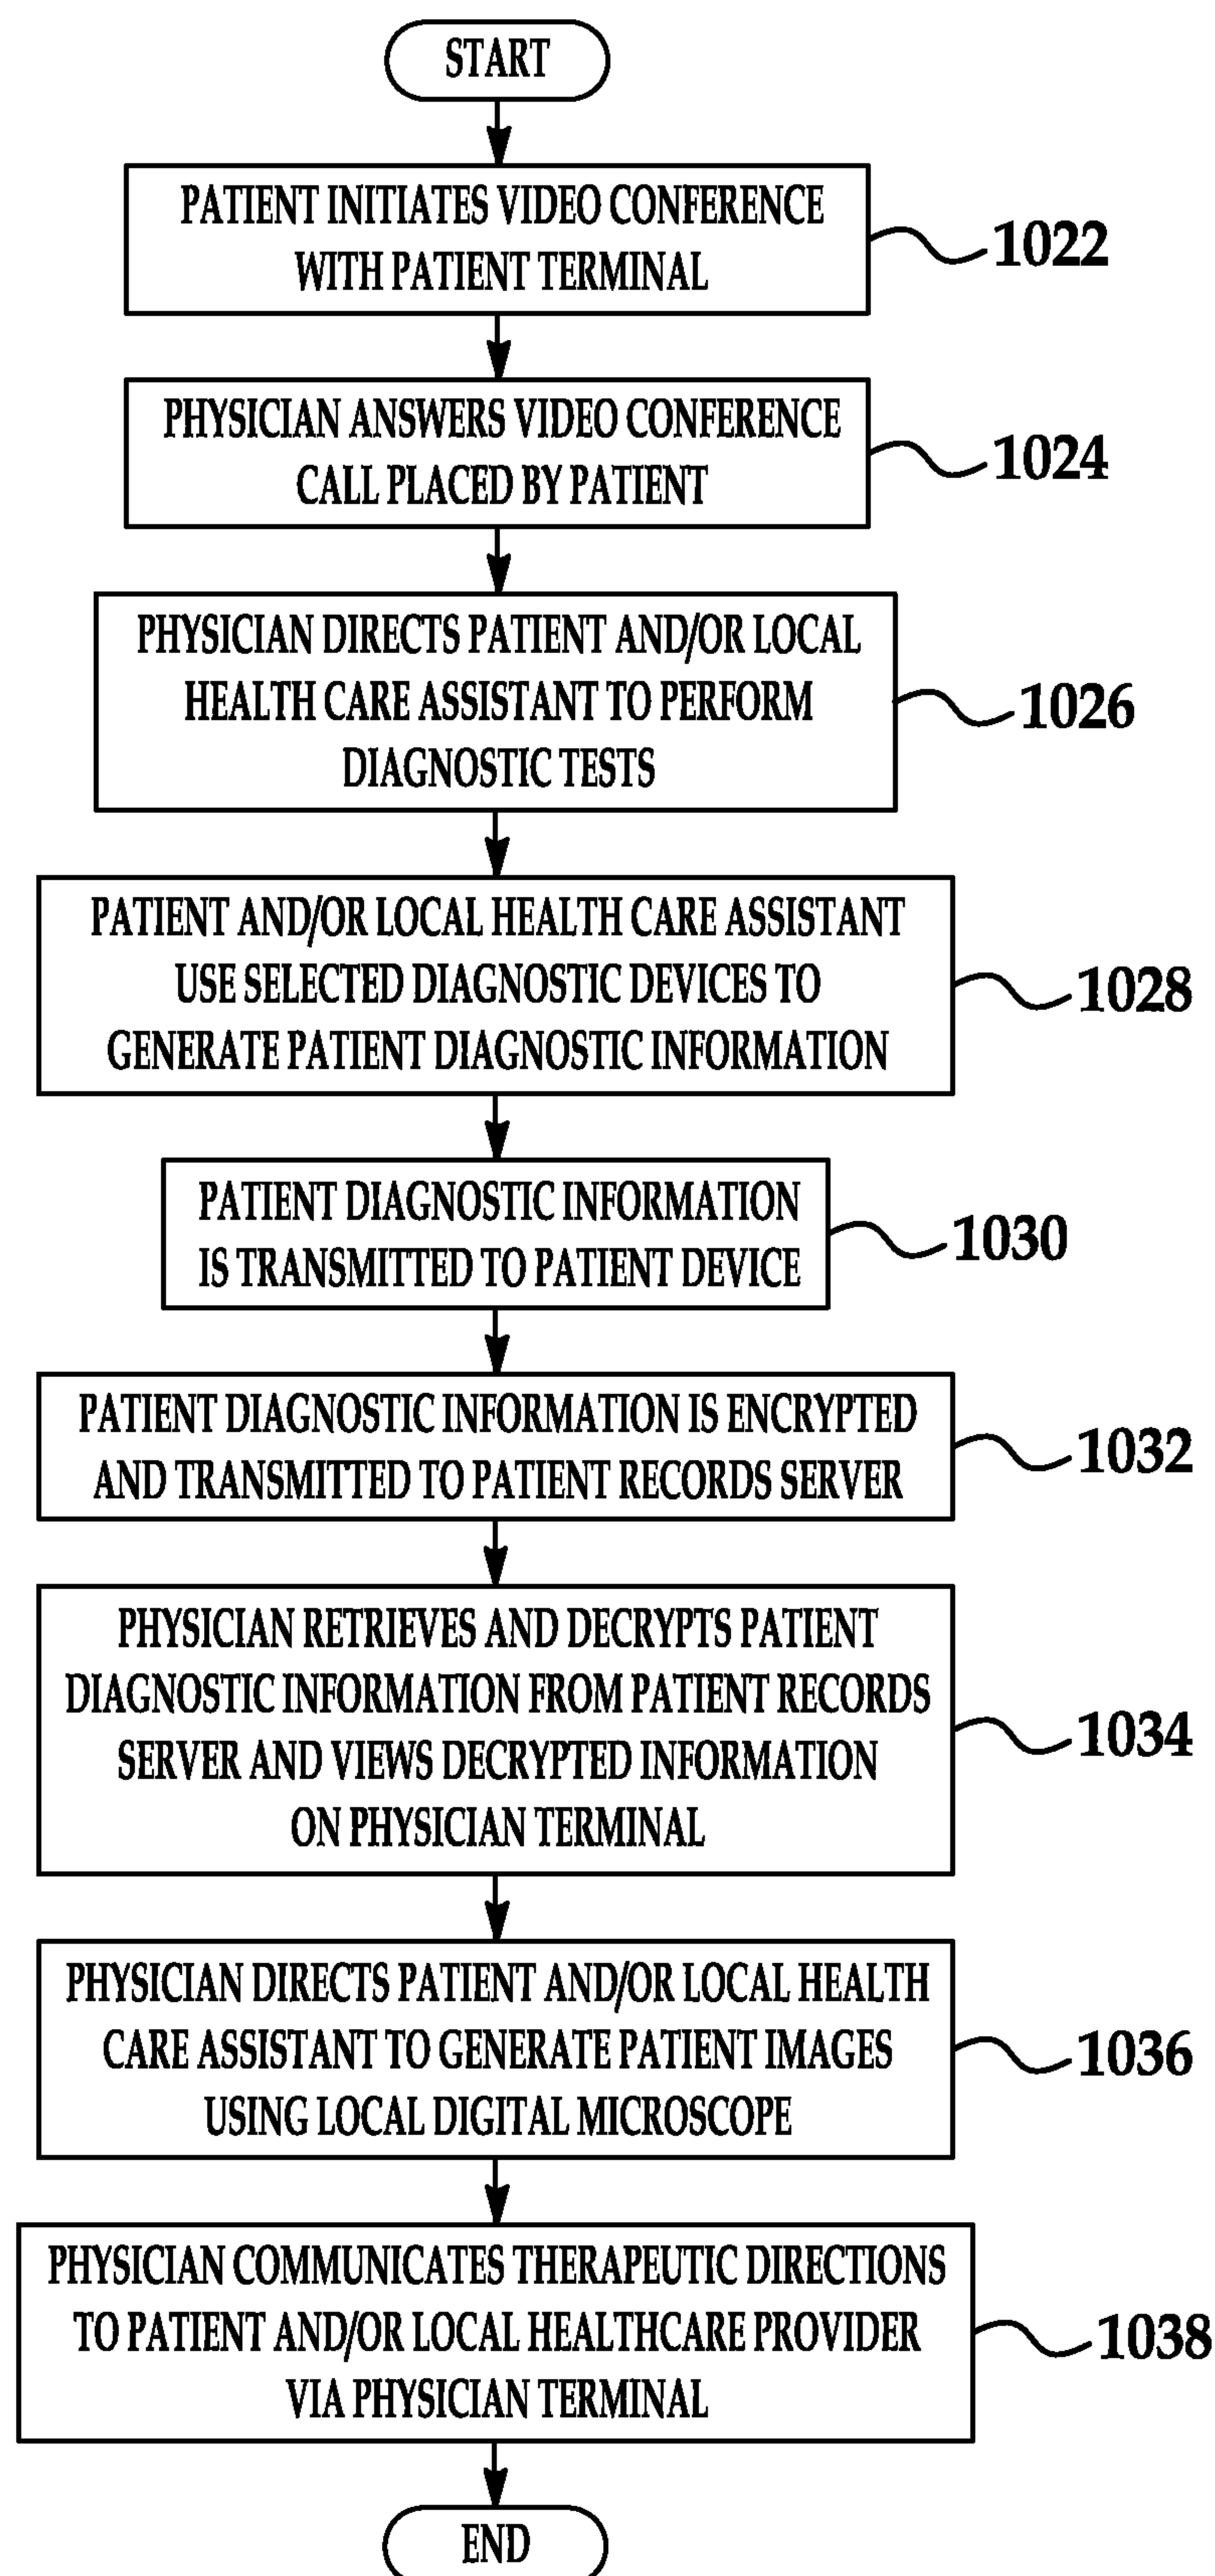 START
PATIENT INITIATES VIDEO CONFERENCE
WITH PATIENT TERMINAL
1022
PHYSICIAN ANSWERS VIDEO CONFERENCE
CALL PLACED BY PATIENT
1024
PHYSICIAN DIRECTS PATIENT AND/OR LOCAL
HEALTH CARE ASSISTANT TO PERFORM
DIAGNOSTIC TESTS
1026
PATIENT AND/OR LOCAL HEALTH CARE ASSISTANT
USE SELECTED DIAGNOSTIC DEVICES TO
GENERATE PATIENT DIAGNOSTIC INFORMATION
1028
PATIENT DIAGNOSTIC INFORMATION
IS TRANSMITTED TO PATIENT DEVICE
1030
PATIENT DIAGNOSTIC INFORMATION IS ENCRYPTED
AND TRANSMITTED TO PATIENT RECORDS SERVER
1032
PHYSICIAN RETRIEVES AND DECRYPTS PATIENT
DIAGNOSTIC INFORMATION FROM PATIENT RECORDS
SERVER AND VIEWS DECRYPTED INFORMATION
ON PHYSICIAN TERMINAL
1034
PHYSICIAN DIRECTS PATIENT AND/OR LOCAL HEALTH
CARE ASSISTANT TO GENERATE PATIENT IMAGES
USING LOCAL DIGITAL MICROSCOPE
1036
PHYSICIAN COMMUNICATES THERAPEUTIC DIRECTIONS
TO PATIENT AND/OR LOCAL HEALTHCARE PROVIDER
VIA PHYSICIAN TERMINAL
1038
END